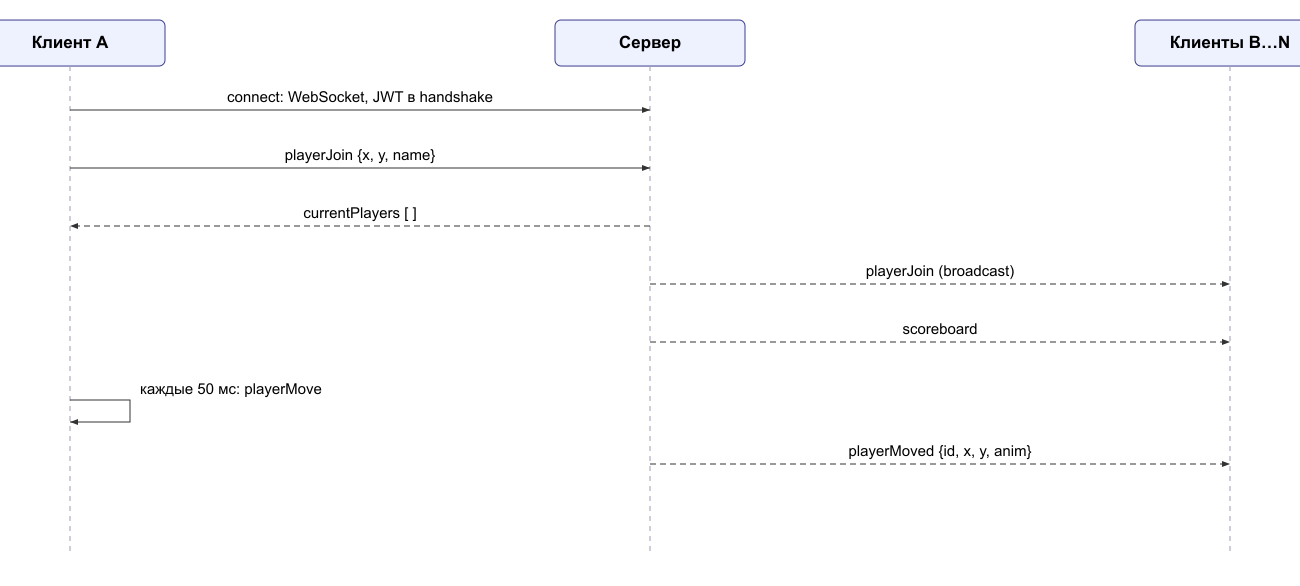 Клиент A
Сервер
Клиенты B…N
connect: WebSocket, JWT в handshake
playerJoin {x, y, name}
currentPlayers [ ]
playerJoin (broadcast)
scoreboard
каждые 50 мс: playerMove
playerMoved {id, x, y, anim}